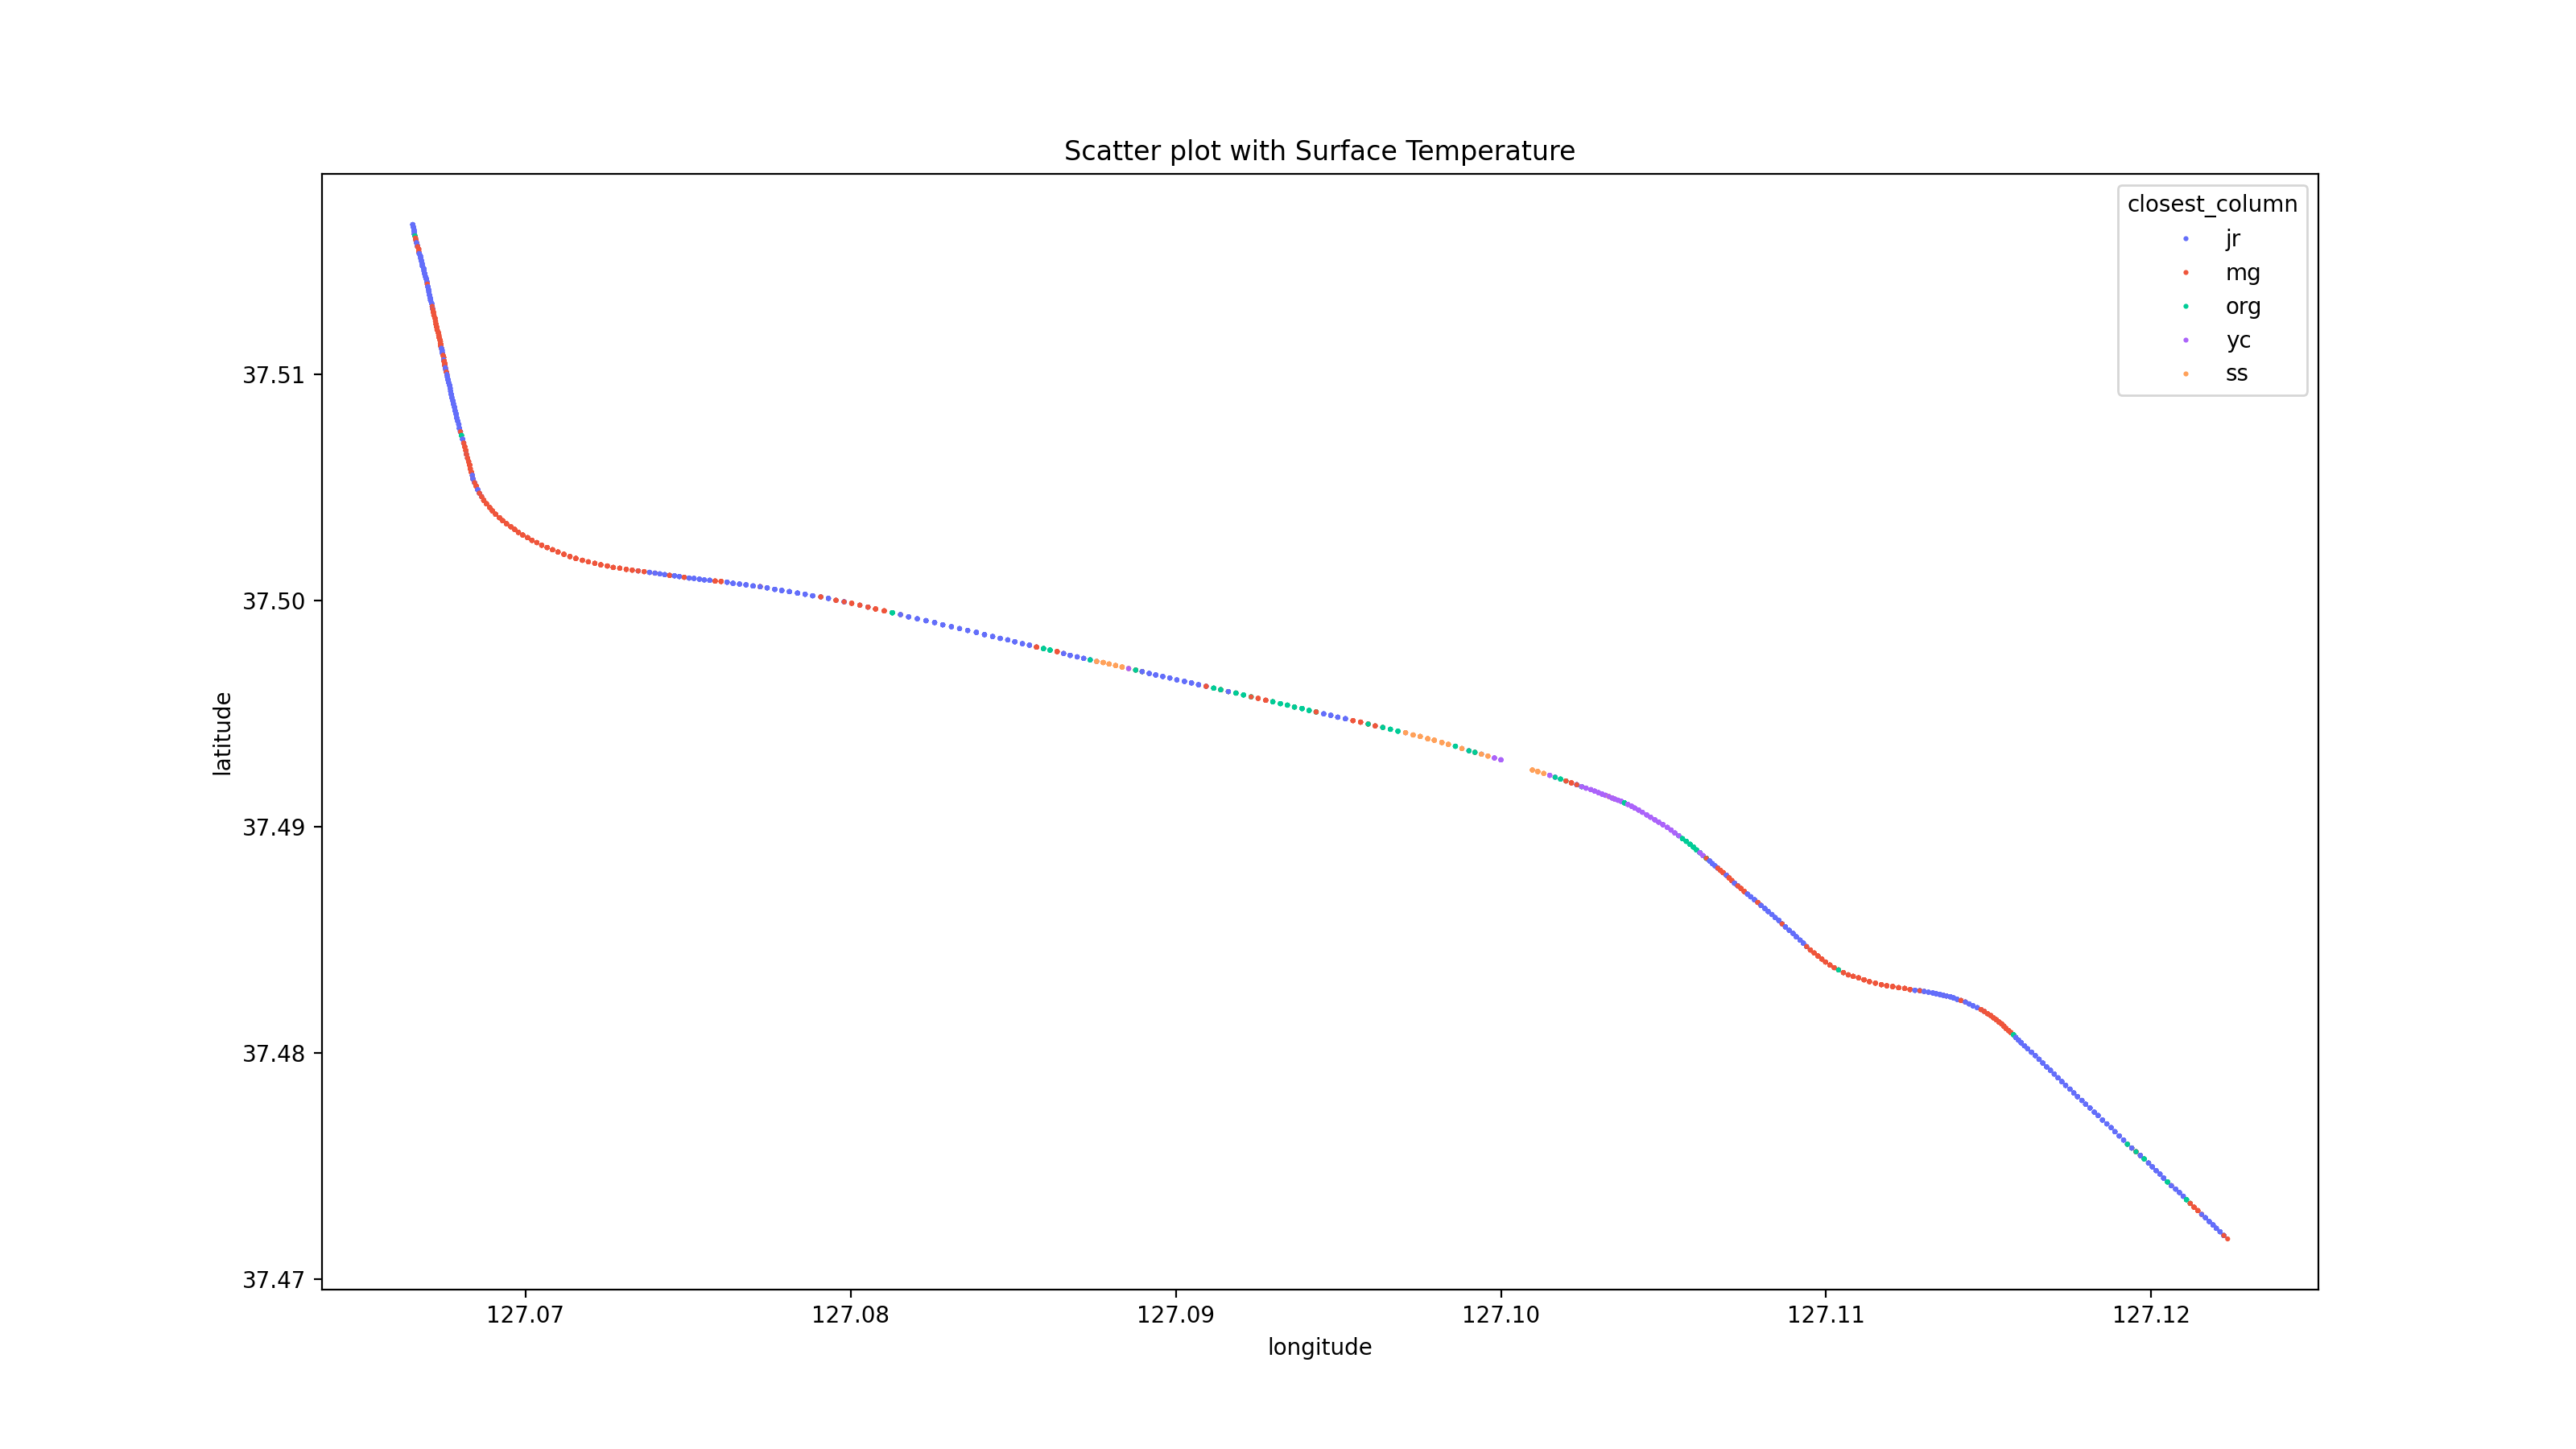 Scatter plot with Surface Temperature
closest_column
jr
mg
org
yc
ss
latitude
37.51
37.50
37.49
37.48
37.47
127.07 127.08 127.09 127.10 127.11 127.12
longitude